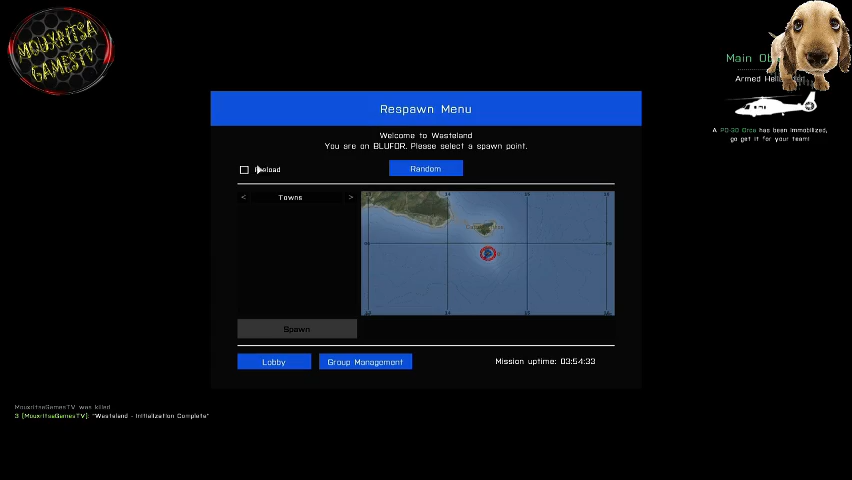 MOUXRITSA
GAMESTV
Main
Armed
A PO-30 Orca has been immobilized,
go get it for your team!
Respawn Menu
Welcome to Wasteland
You are on BLUFOR. Please select a spawn point.
Random
< Towns >
Spawn
Lobby
Group Management
Mission uptime: 03:54:33
MouxritsaGamesTV was killed
3 [MouxritsaGamesTV]: "Wasteland - Initialization Complete"